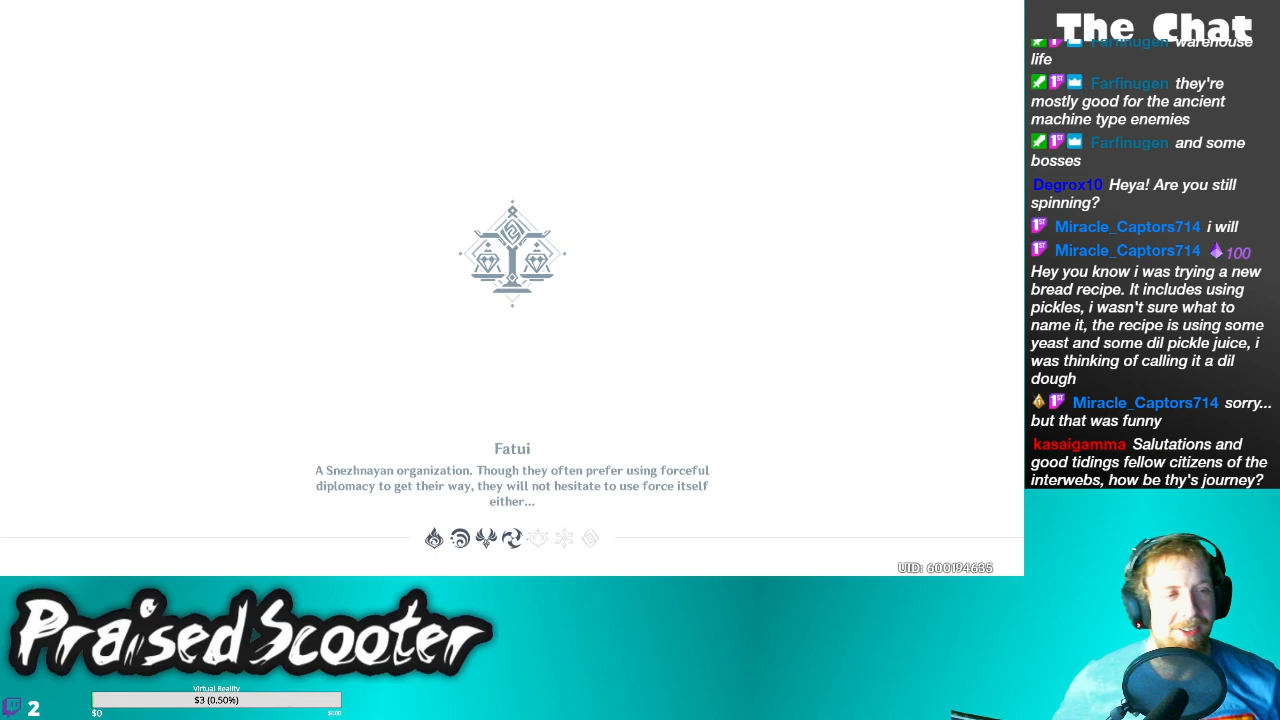 The Chat
Farfinugen warehouse
life
Farfinugen they're
mostly good for the ancient
machine type enemies
Farfinugen and some
bosses
Degrox10 Heya! Are you still
spinning?
Miracle_Captors714 i will
Miracle_Captors714 100
Hey you know i was trying a new
bread recipe. It includes using
pickles, i wasn't sure what to
name it, the recipe is using some
yeast and some dil pickle juice, i
was thinking of calling it a dil
dough
Miracle_Captors714 sorry...
but that was funny
kasaigamma Salutations and
good tidings fellow citizens of the
interwebs, how be thy's journey?
Fatui
A Snezhnayan organization. Though they often prefer using forceful
diplomacy to get their way, they will not hesitate to use force itself
either...
UID: 600194635
PraisedScooter
Virtual Reality
$3 (0.50%)
$0
2